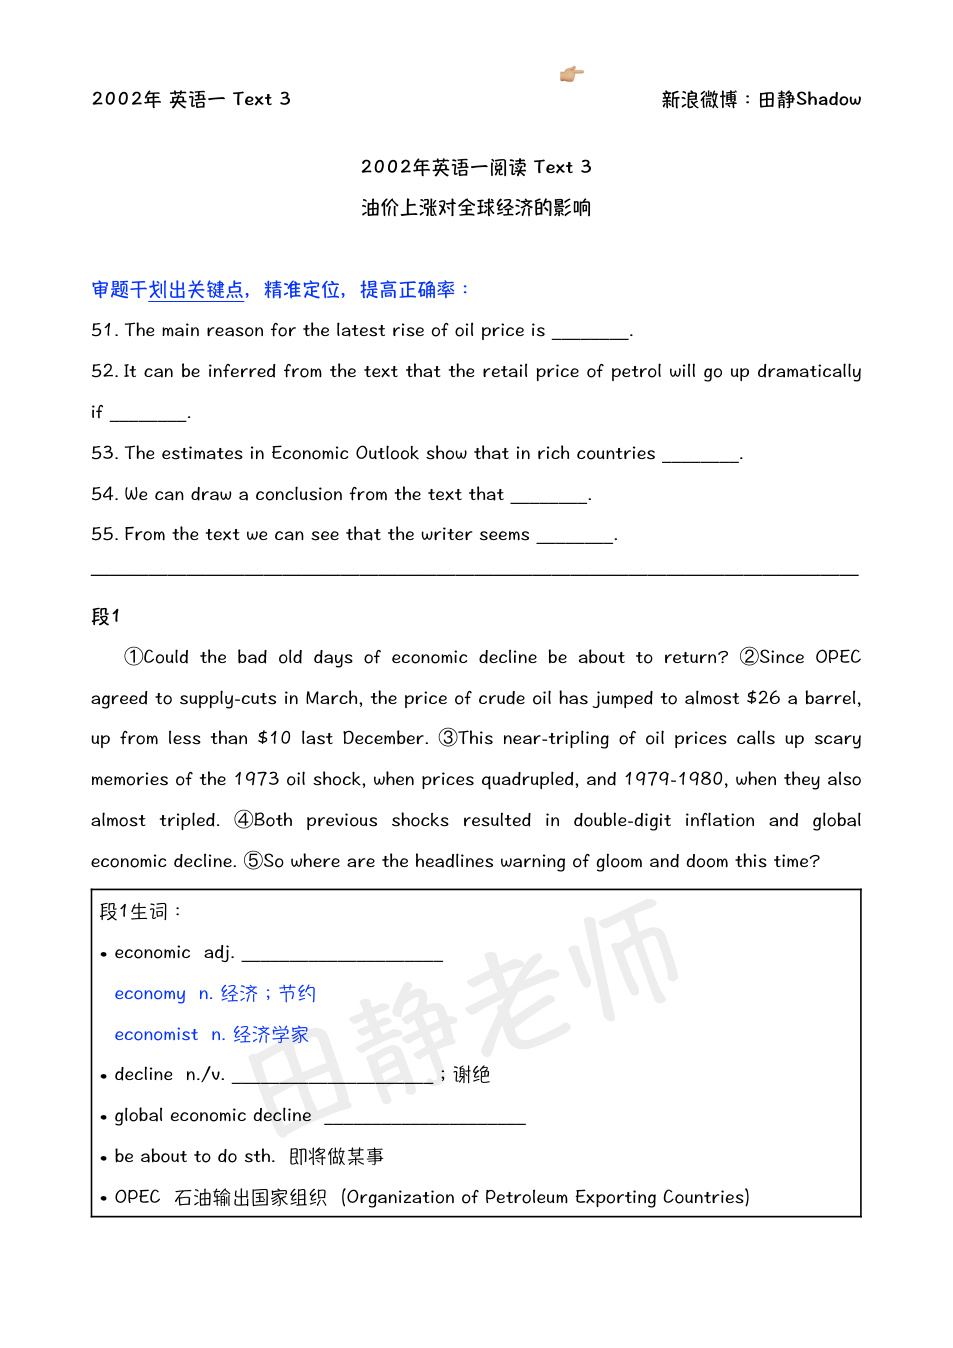 2002年 英语一 Text 3
新浪微博：田静Shadow
2002年英语一阅读 Text 3
油价上涨对全球经济的影响
审题干划出关键点，精准定位，提高正确率：
51. The main reason for the latest rise of oil price is ________.
52. It can be inferred from the text that the retail price of petrol will go up dramatically
if ________.
53. The estimates in Economic Outlook show that in rich countries ________.
54. We can draw a conclusion from the text that ________.
55. From the text we can see that the writer seems ________.
段1
①Could the bad old days of economic decline be about to return? ②Since OPEC
agreed to supply-cuts in March, the price of crude oil has jumped to almost $26 a barrel,
up from less than $10 last December. ③This near-tripling of oil prices calls up scary
memories of the 1973 oil shock, when prices quadrupled, and 1979-1980, when they also
almost tripled. ④Both previous shocks resulted in double-digit inflation and global
economic decline. ⑤So where are the headlines warning of gloom and doom this time?
段1生词：
• economic adj. _____________________
economy n. 经济；节约
economist n. 经济学家
• decline n./v. _____________________；谢绝
• global economic decline _____________________
• be about to do sth. 即将做某事
• OPEC 石油输出国家组织 (Organization of Petroleum Exporting Countries)
田静老师